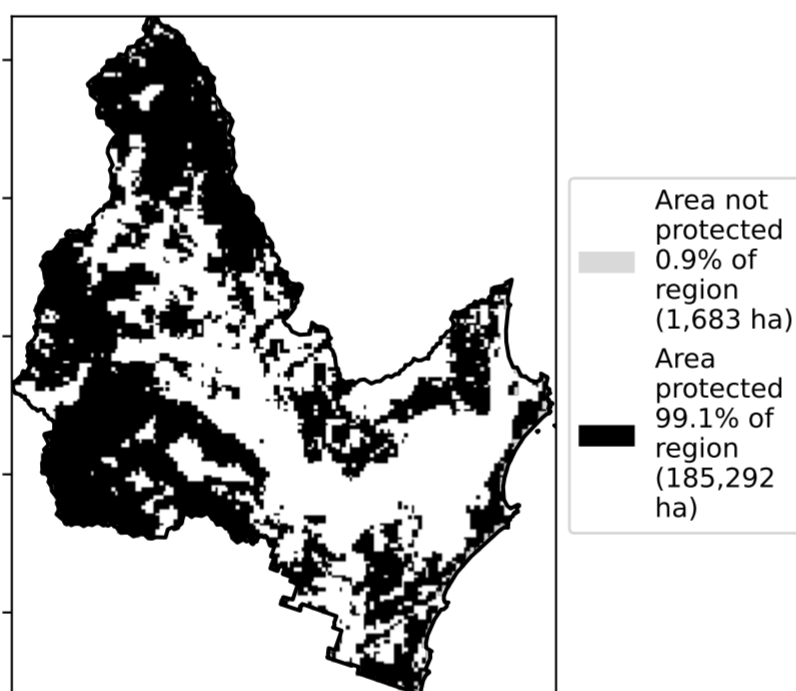 Area not
protected
0.9% of
region
(1,683 ha)
Area
protected
99.1% of
region
(185,292
ha)